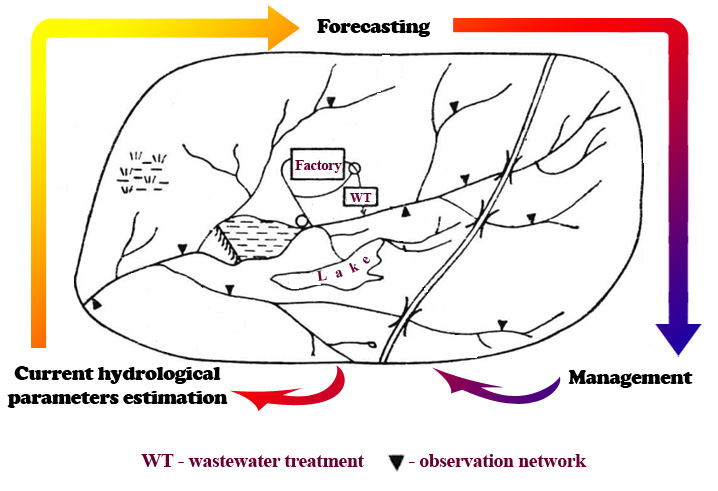 Forecasting
Factory
WT
Lake
Current hydrological
parameters estimation
Management
WT - wastewater treatment ▼ - observation network